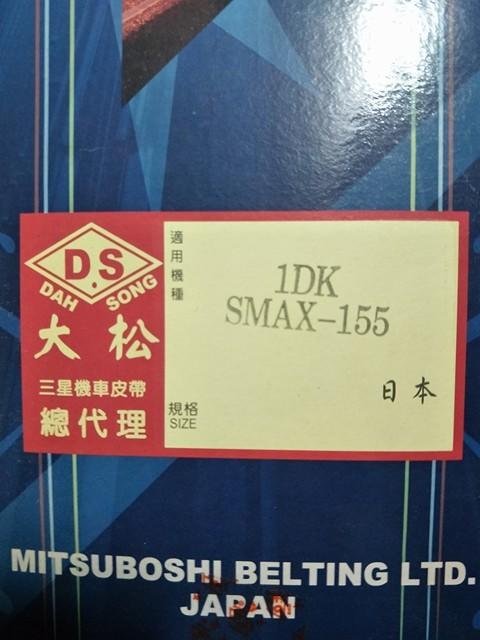 D.S
DAH SONG
大松
三星機車皮帶
總代理
適用機種
1DK
SMAX-155
日本
規格
SIZE
MITSUBOSHI BELTING LTD.
JAPAN